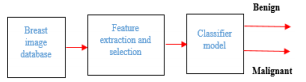 Benign
Breast
image
database
Feature
extraction and
selection
Classifier
model
Malignant